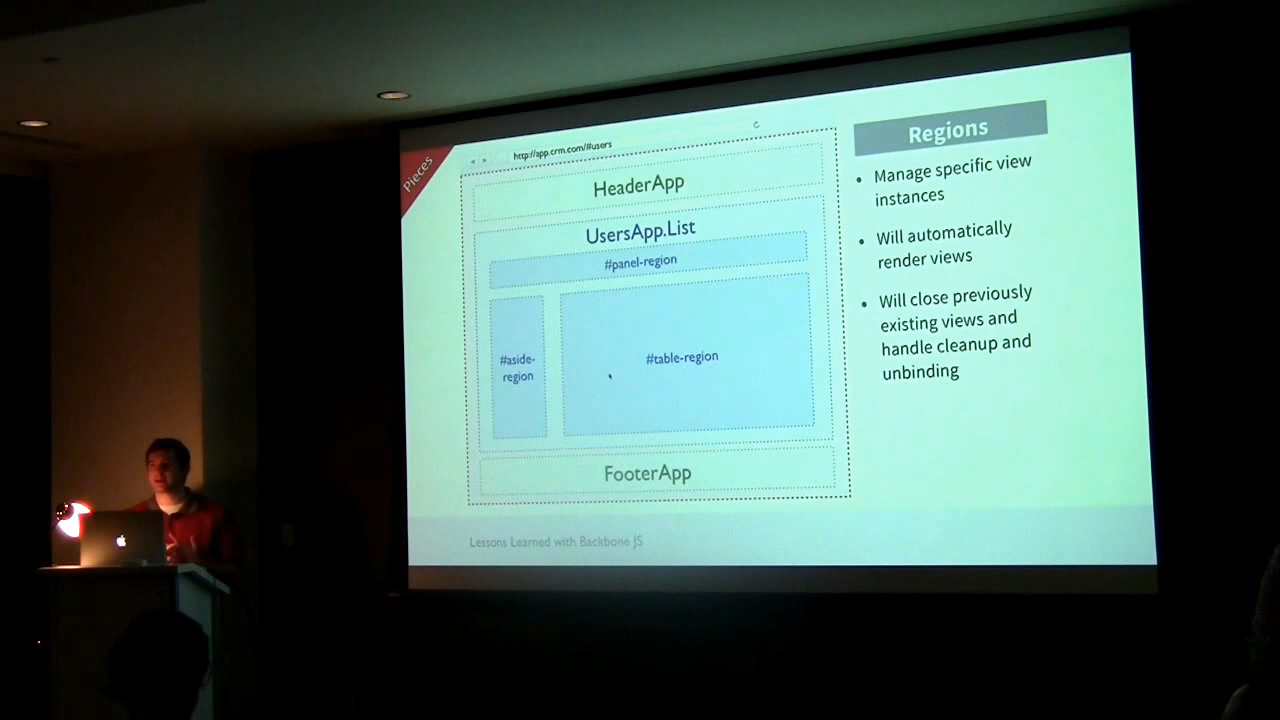 Pieces
http://app.crm.com/#users
HeaderApp
UsersApp.List
#panel-region
#aside-
region
#table-region
FooterApp
Regions
• Manage specific view
instances
• Will automatically
render views
• Will close previously
existing views and
handle cleanup and
unbinding
Lessons Learned with Backbone JS